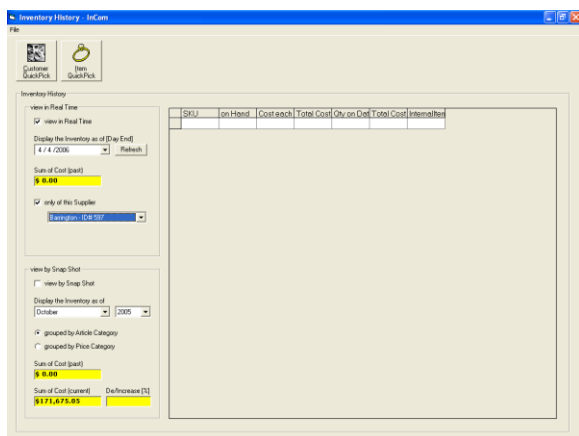 Inventory History - InCom
File
Customer QuickPick
Item QuickPick
Inventory History
view in Real Time
view in Real Time
Display the Inventory as of (Day End)
4 / 4 /2006 Refresh
Sum of Cost (past)
$ 0.00
only of this Supplier
Barrington - ID# 597
SKU on Hand Cost each Total Cost Qty on Dat Total Cost InternalIten
view by Snap Shot
view by Snap Shot
Display the Inventory as of
October 2005
grouped by Article Category
grouped by Price Category
Sum of Cost (past)
$ 0.00
Sum of Cost (current) De/Increase [%]
$171,675.05